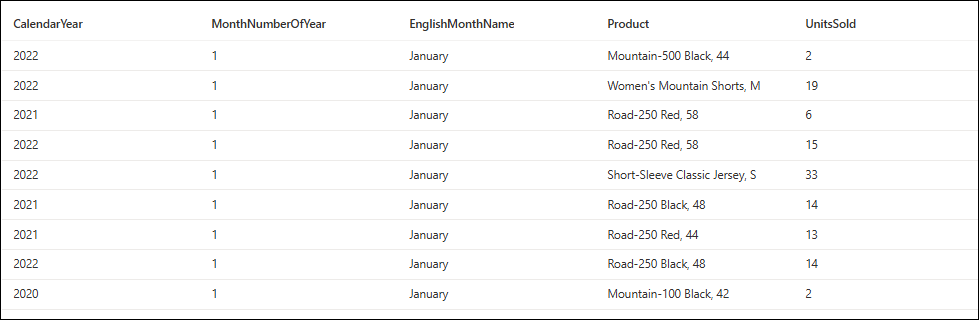 CalendarYear MonthNumberOfYear EnglishMonthName Product UnitsSold
2022 1 January Mountain-500 Black, 44 2
2022 1 January Women's Mountain Shorts, M 19
2021 1 January Road-250 Red, 58 6
2022 1 January Road-250 Red, 58 15
2022 1 January Short-Sleeve Classic Jersey, S 33
2021 1 January Road-250 Black, 48 14
2021 1 January Road-250 Red, 44 13
2022 1 January Road-250 Black, 48 14
2020 1 January Mountain-100 Black, 42 2